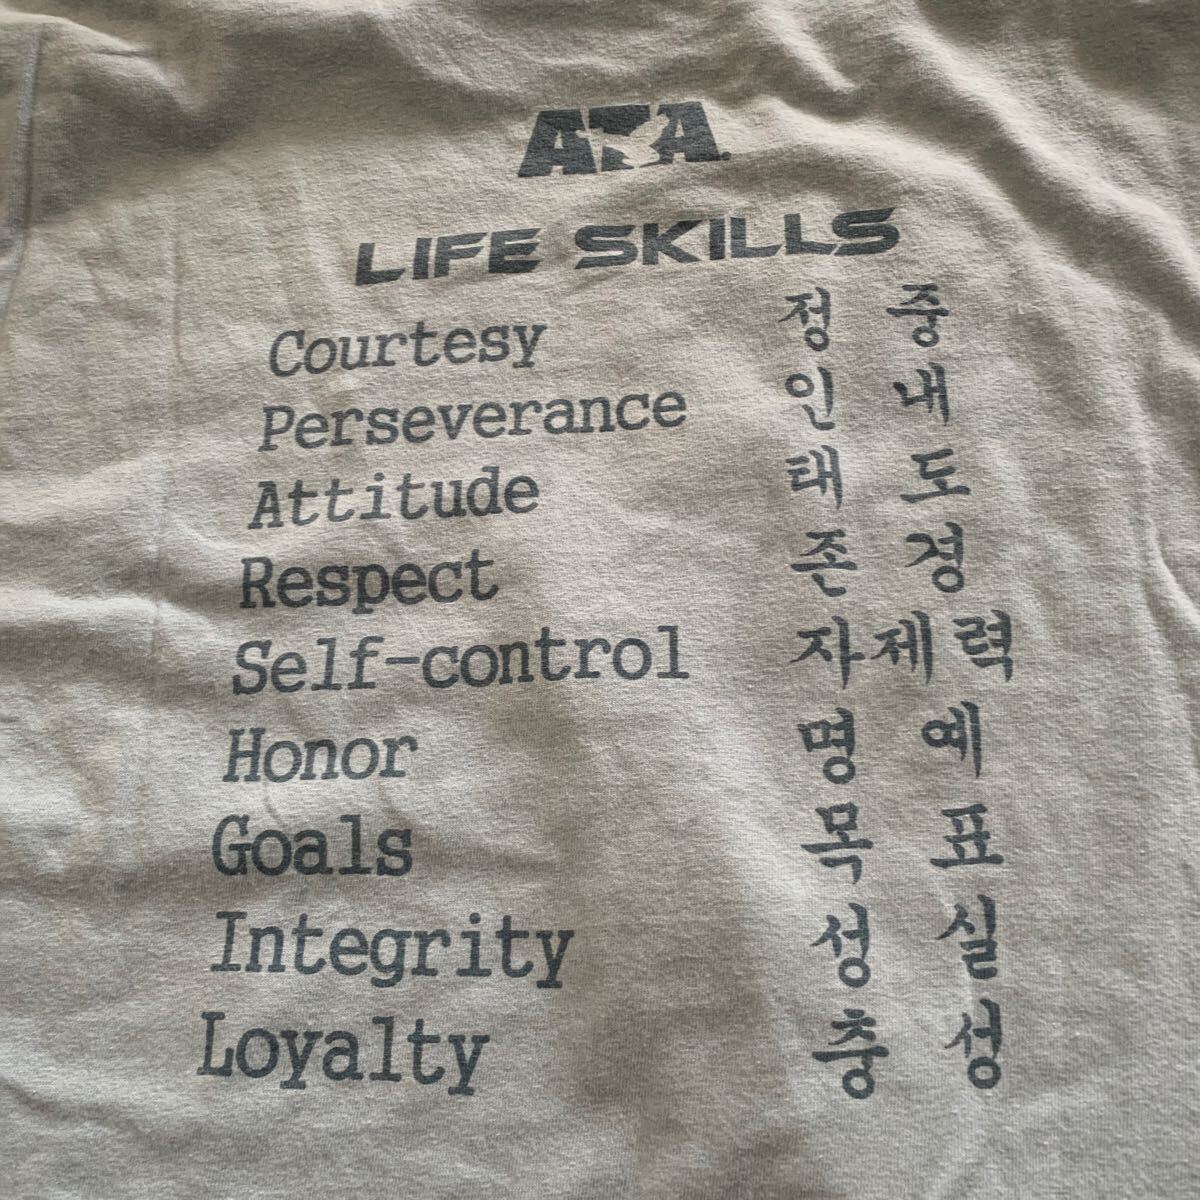 ATA
LIFE SKILLS
Courtesy 정 중
Perseverance 인 내
Attitude 태 도
Respect 존 경
Self-control 자 제 력
Honor 명 예
Goals 목 표
Integrity 성 실
Loyalty 충 성